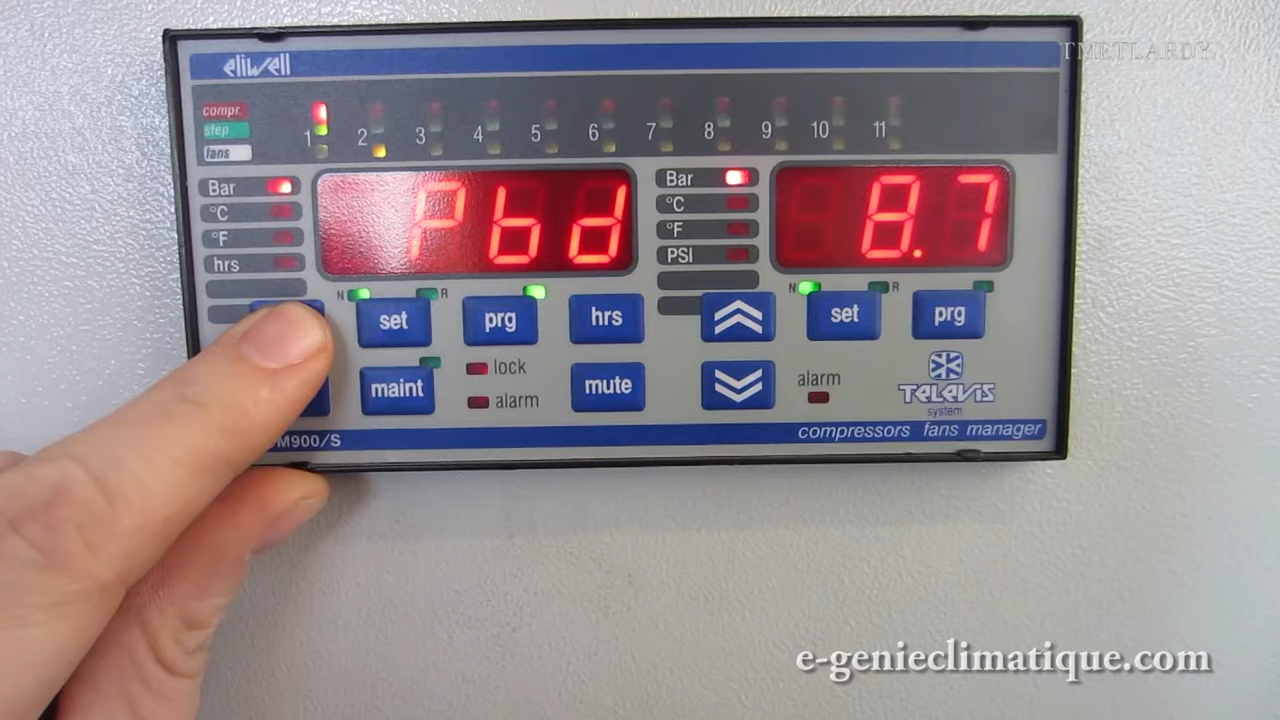 TMETLARDY
eliwell
compr.
step
fans
1 2 3 4 5 6 7 8 9 10 11
Bar
°C
°F
hrs
Pbd
Bar
°C
°F
PSI
8.7
N R
set
prg
hrs
N R
set
prg
maint
lock
alarm
mute
alarm
TELEVIS
system
M900/S
compressors fans manager
e-genieclimatique.com